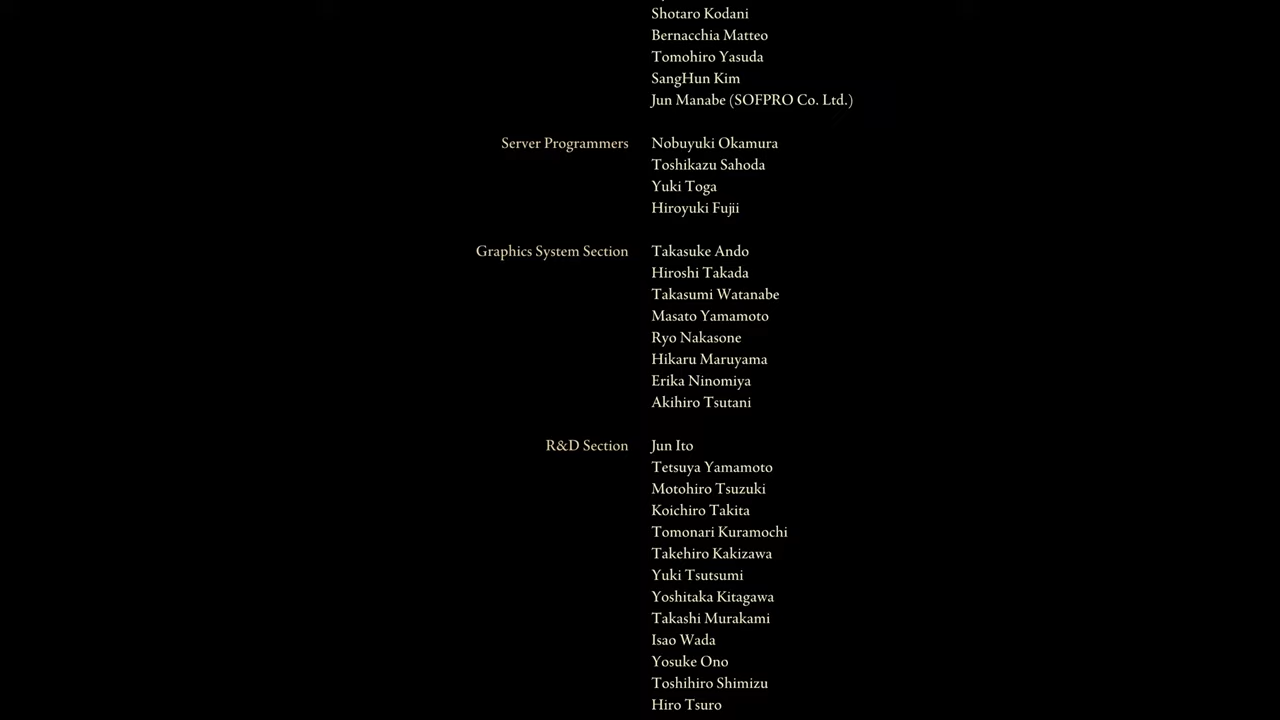 Shotaro Kodani
Bernacchia Matteo
Tomohiro Yasuda
SangHun Kim
Jun Manabe (SOFPRO Co. Ltd.)
Server Programmers Nobuyuki Okamura
Toshikazu Sahoda
Yuki Toga
Hiroyuki Fujii
Graphics System Section Takasuke Ando
Hiroshi Takada
Takasumi Watanabe
Masato Yamamoto
Ryo Nakasone
Hikaru Maruyama
Erika Ninomiya
Akihiro Tsutani
R&D Section Jun Ito
Tetsuya Yamamoto
Motohiro Tsuzuki
Koichiro Takita
Tomonari Kuramochi
Takehiro Kakizawa
Yuki Tsutsumi
Yoshitaka Kitagawa
Takashi Murakami
Isao Wada
Yosuke Ono
Toshihiro Shimizu
Hiro Tsuro